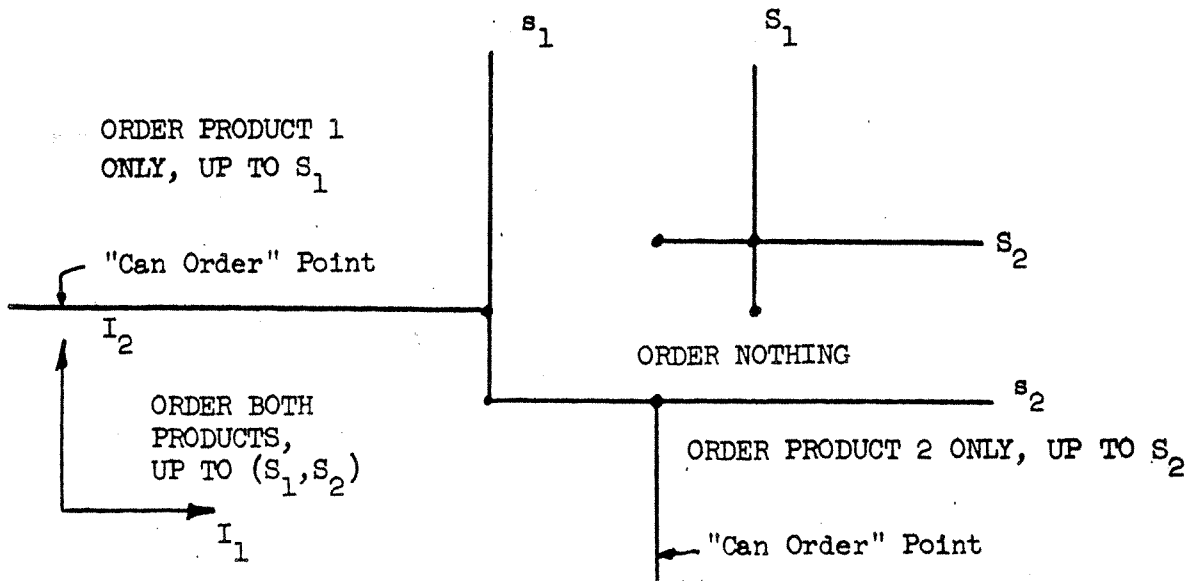 s₁
S₁
ORDER PRODUCT 1
ONLY, UP TO S₁
"Can Order" Point
S₂
I₂
ORDER NOTHING
ORDER BOTH
PRODUCTS,
UP TO (S₁,S₂)
s₂
ORDER PRODUCT 2 ONLY, UP TO S₂
I₁
"Can Order" Point